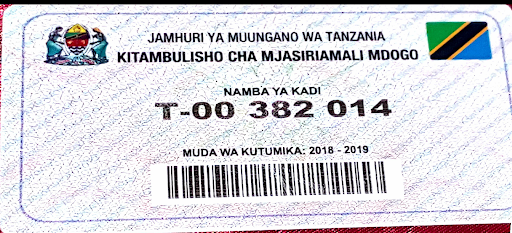 JAMHURI YA MUUNGANO WA TANZANIA
KITAMBULISHO CHA MJASIRIAMALI MDOGO
NAMBA YA KADI
T-00 382 014
MUDA WA KUTUMIKA: 2018 - 2019